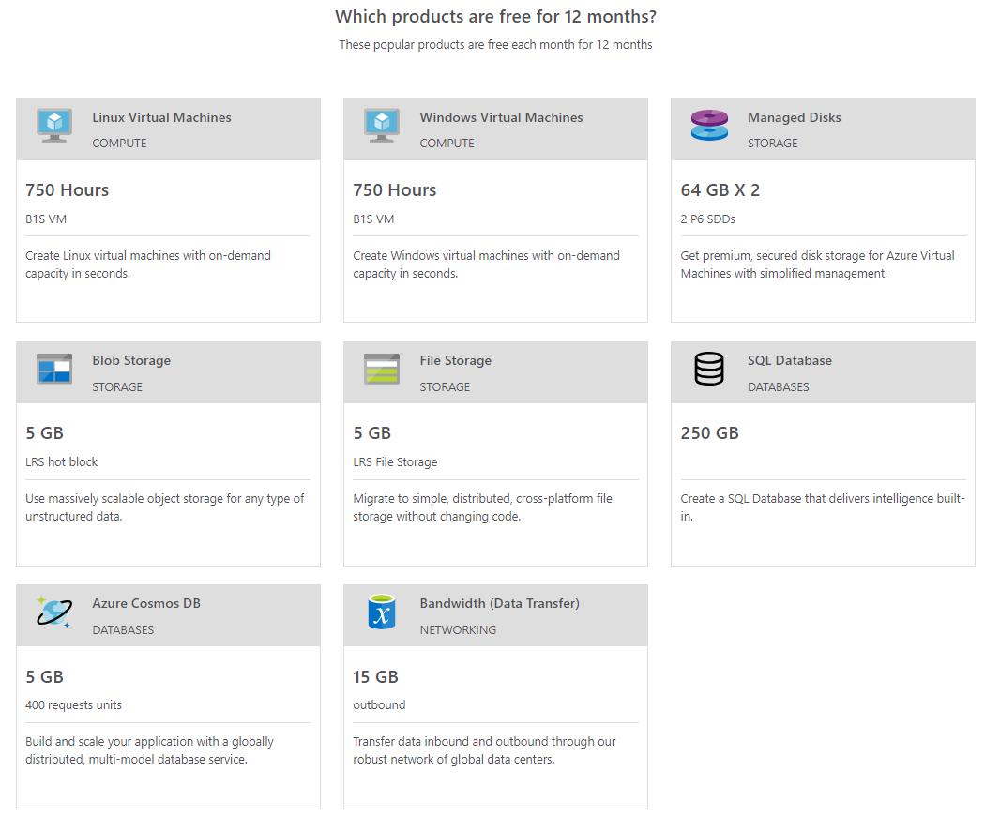 Which products are free for 12 months?
These popular products are free each month for 12 months
Linux Virtual Machines
COMPUTE
750 Hours
B1S VM
Create Linux virtual machines with on-demand
capacity in seconds.
Windows Virtual Machines
COMPUTE
750 Hours
B1S VM
Create Windows virtual machines with on-demand
capacity in seconds.
Managed Disks
STORAGE
64 GB X 2
2 P6 SDDs
Get premium, secured disk storage for Azure Virtual
Machines with simplified management.
Blob Storage
STORAGE
5 GB
LRS hot block
Use massively scalable object storage for any type of
unstructured data.
File Storage
STORAGE
5 GB
LRS File Storage
Migrate to simple, distributed, cross-platform file
storage without changing code.
SQL Database
DATABASES
250 GB
Create a SQL Database that delivers intelligence built-
in.
Azure Cosmos DB
DATABASES
5 GB
400 requests units
Build and scale your application with a globally
distributed, multi-model database service.
Bandwidth (Data Transfer)
NETWORKING
15 GB
outbound
Transfer data inbound and outbound through our
robust network of global data centers.